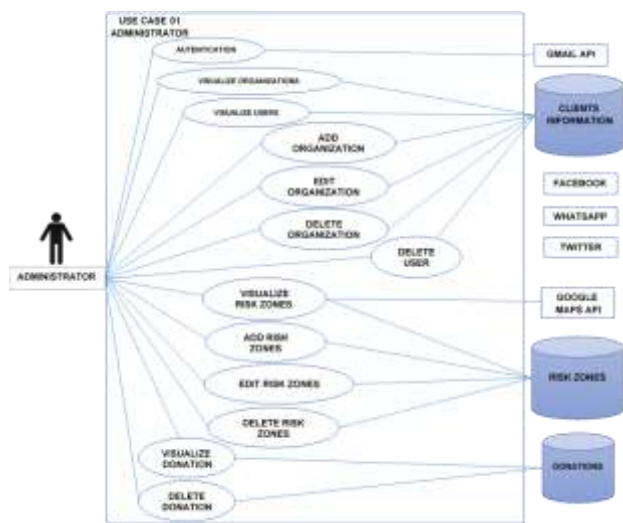 USE CASE 01
ADMINISTRATOR
AUTENTICATION
GMAIL API
VISUALIZE ORGANIZATIONS
CLIENTS
INFORMATION
VISUALIZE USERS
ADD
ORGANIZATION
EDIT
ORGANIZATION
FACEBOOK
DELETE
ORGANIZATION
WHATSAPP
TWITTER
DELETE
USER
ADMINISTRATOR
VISUALIZE
RISK ZONES
GOOGLE
MAPS API
ADD RISK
ZONES
EDIT RISK ZONES
RISK ZONES
DELETE RISK
ZONES
VISUALIZE
DONATION
DONATIONS
DELETE
DONATION